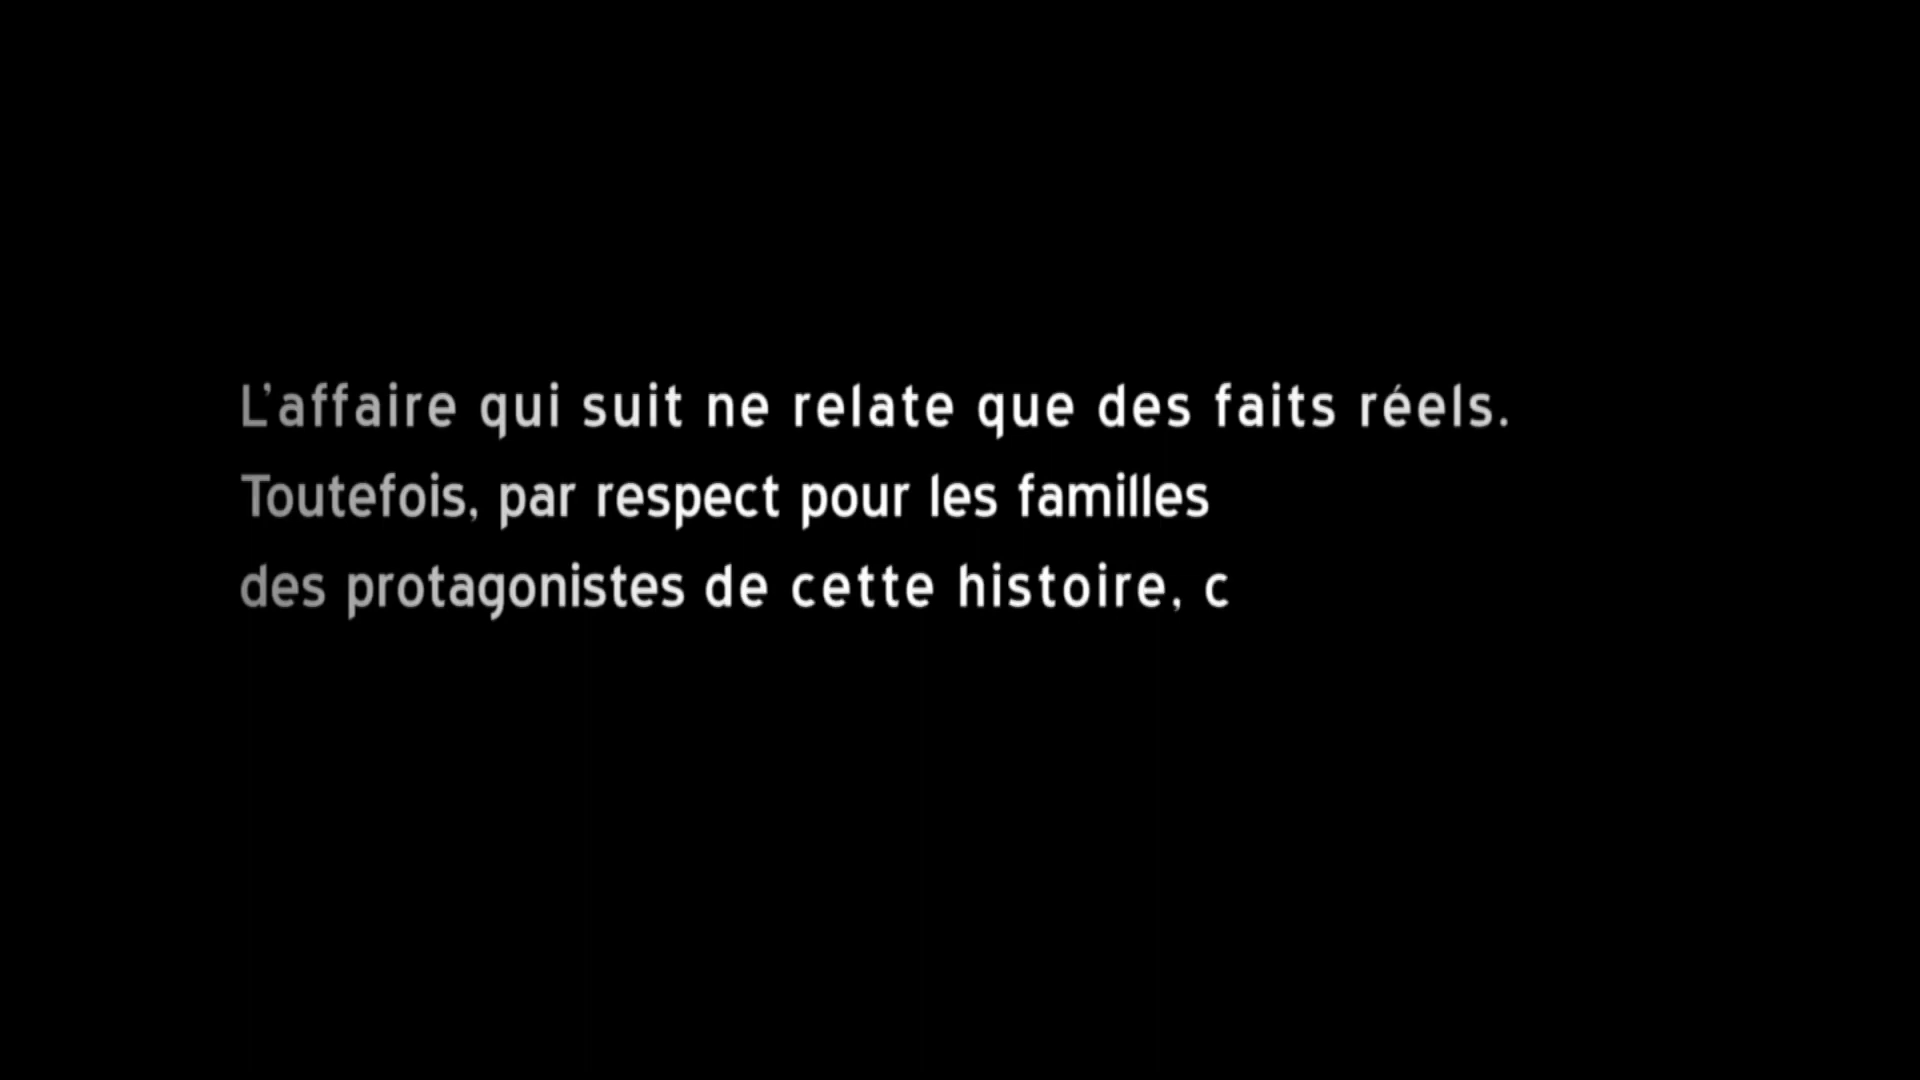 L'affaire qui suit ne relate que des faits réels.
Toutefois, par respect pour les familles
des protagonistes de cette histoire, c